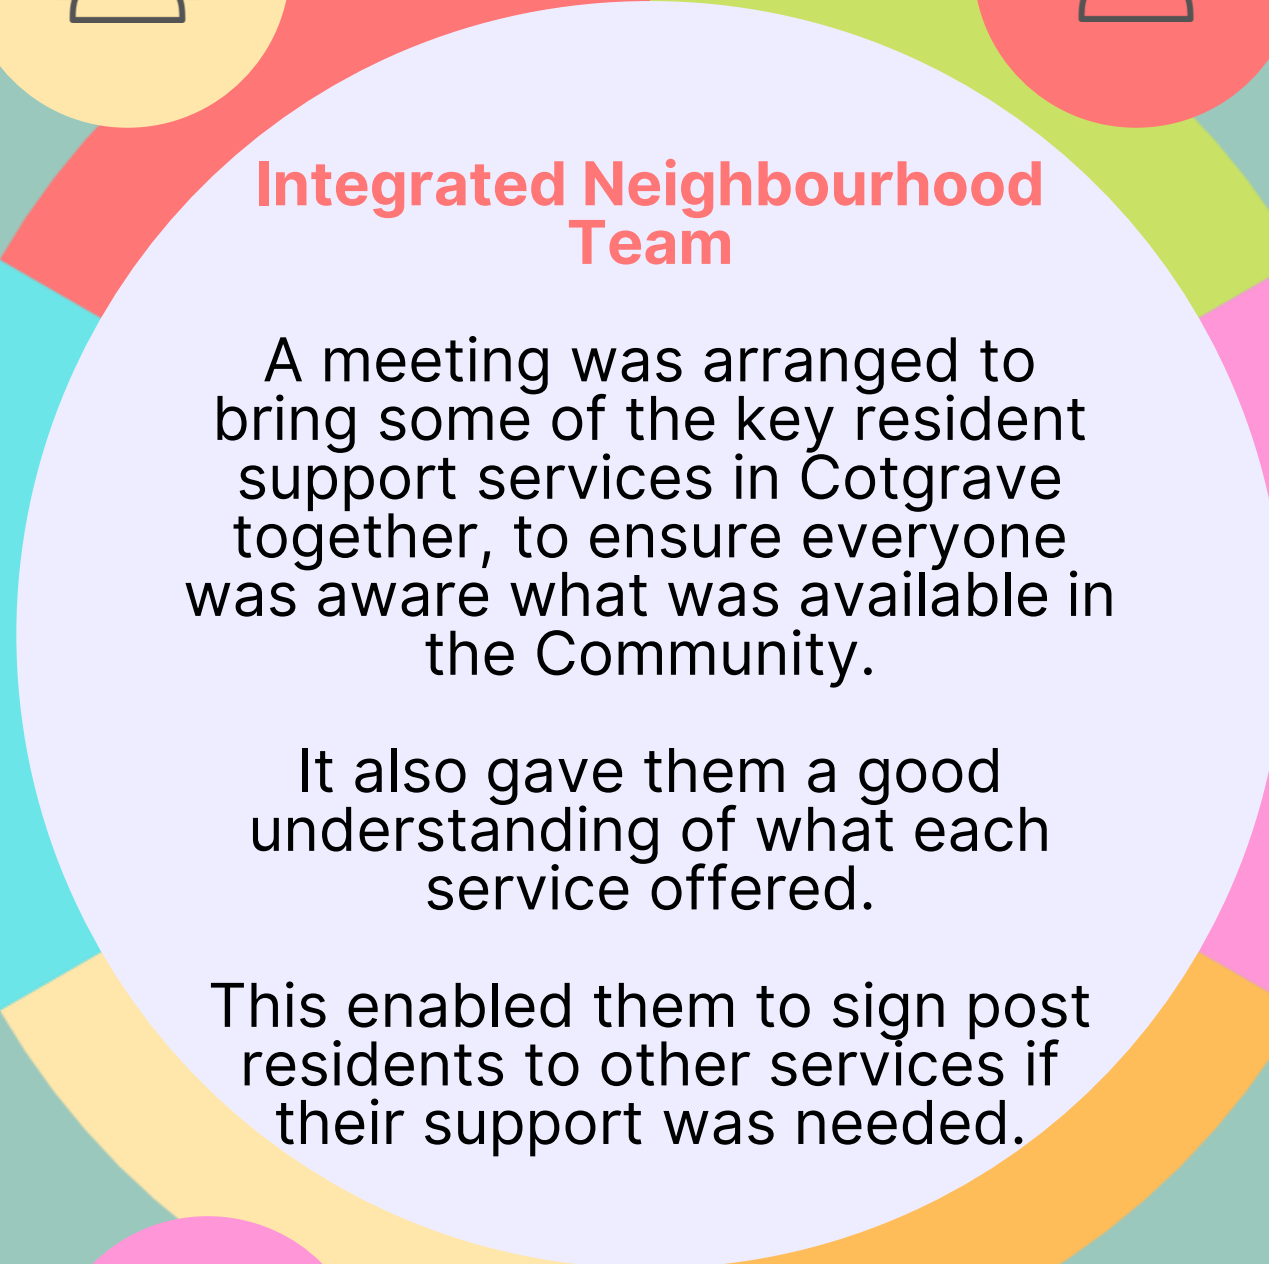 Integrated Neighbourhood
Team
A meeting was arranged to
bring some of the key resident
support services in Cotgrave
together, to ensure everyone
was aware what was available in
the Community.
It also gave them a good
understanding of what each
service offered.
This enabled them to sign post
residents to other services if
their support was needed.